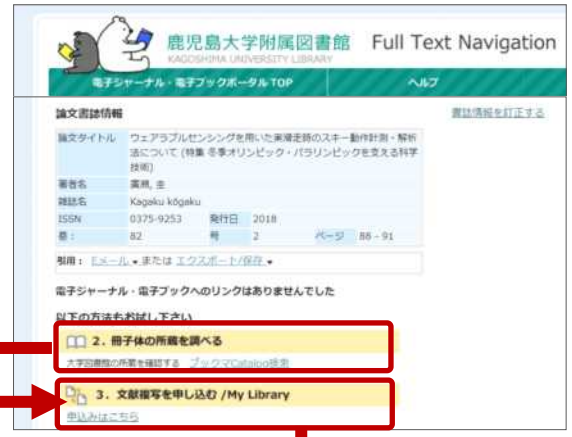 鹿児島大学附属図書館 Full Text Navigation
KAGOSHIMA UNIVERSITY LIBRARY
電子ジャーナル・電子ブックポータル TOP ヘルプ
論文書誌情報 書誌情報を訂正する
論文タイトル ウェアラブルセンシングを用いた実滑走時のスキー動作計測・解析
法について (特集 冬季オリンピック・パラリンピックを支える科学
技術)
著者名 廣瀬, 圭
雑誌名 Kagaku kōgaku
ISSN 0375-9253 発行日 2018
巻: 82 号 2 ページ 88 - 91
引用: Eメール または エクスポート/保存
電子ジャーナル・電子ブックへのリンクはありませんでした
以下の方法もお試し下さい
2. 冊子体の所蔵を調べる
大学図書館の所蔵を確認する ブックマCatalog検索
3. 文献複写を申し込む /My Library
申込みはこちら